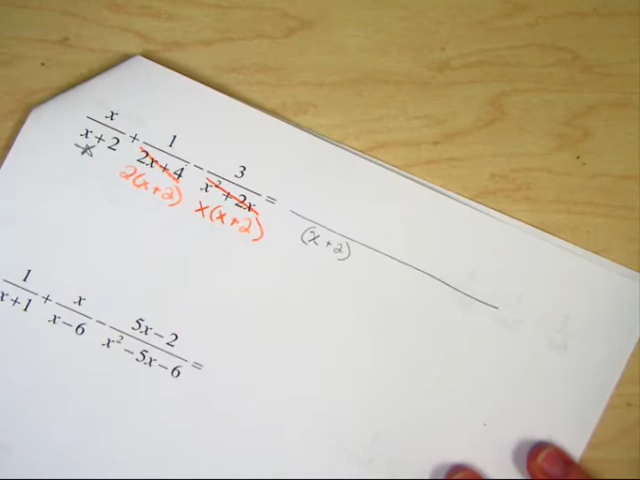 x/(x+2) + 1/(2x+4) − 3/(x²+2x) =
2(x+2) x(x+2) (x+2)
1/(x+1) + x/(x−6) − (5x−2)/(x²−5x−6) =